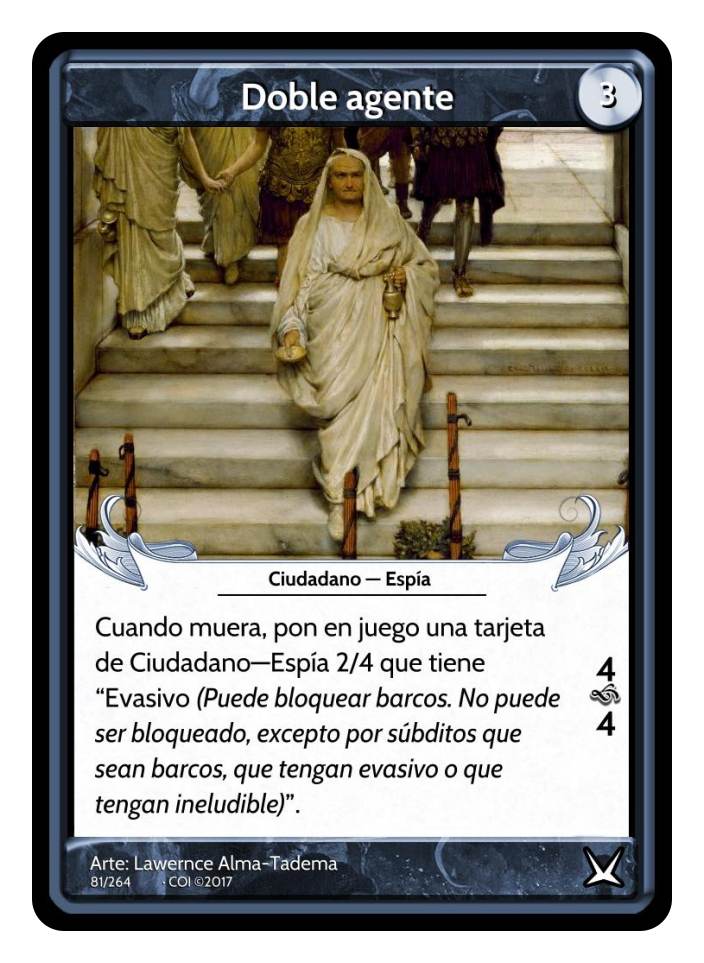 Doble agente
3
Ciudadano — Espía
Cuando muera, pon en juego una tarjeta
de Ciudadano—Espía 2/4 que tiene
“Evasivo (Puede bloquear barcos. No puede
ser bloqueado, excepto por súbditos que
sean barcos, que tengan evasivo o que
tengan ineludible)”.
4
4
Arte: Lawernce Alma-Tadema
81/264 · COI ©2017